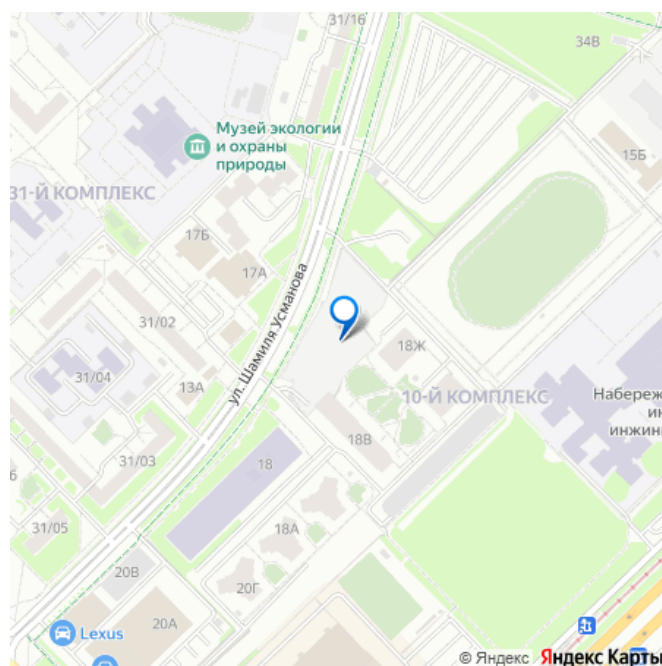 31/16
34В
Музей экологии
и охраны
природы
15Б
31-Й КОМПЛЕКС
17Б
17А
ул. Шамиля Усманова
31/02
18Ж
31/04
13А
10-Й КОМПЛЕКС
Набереж
ин
инжини
31/03
18В
18
31/05
18А
20В
20Г
20А
Lexus
© Яндекс Яндекс Карты